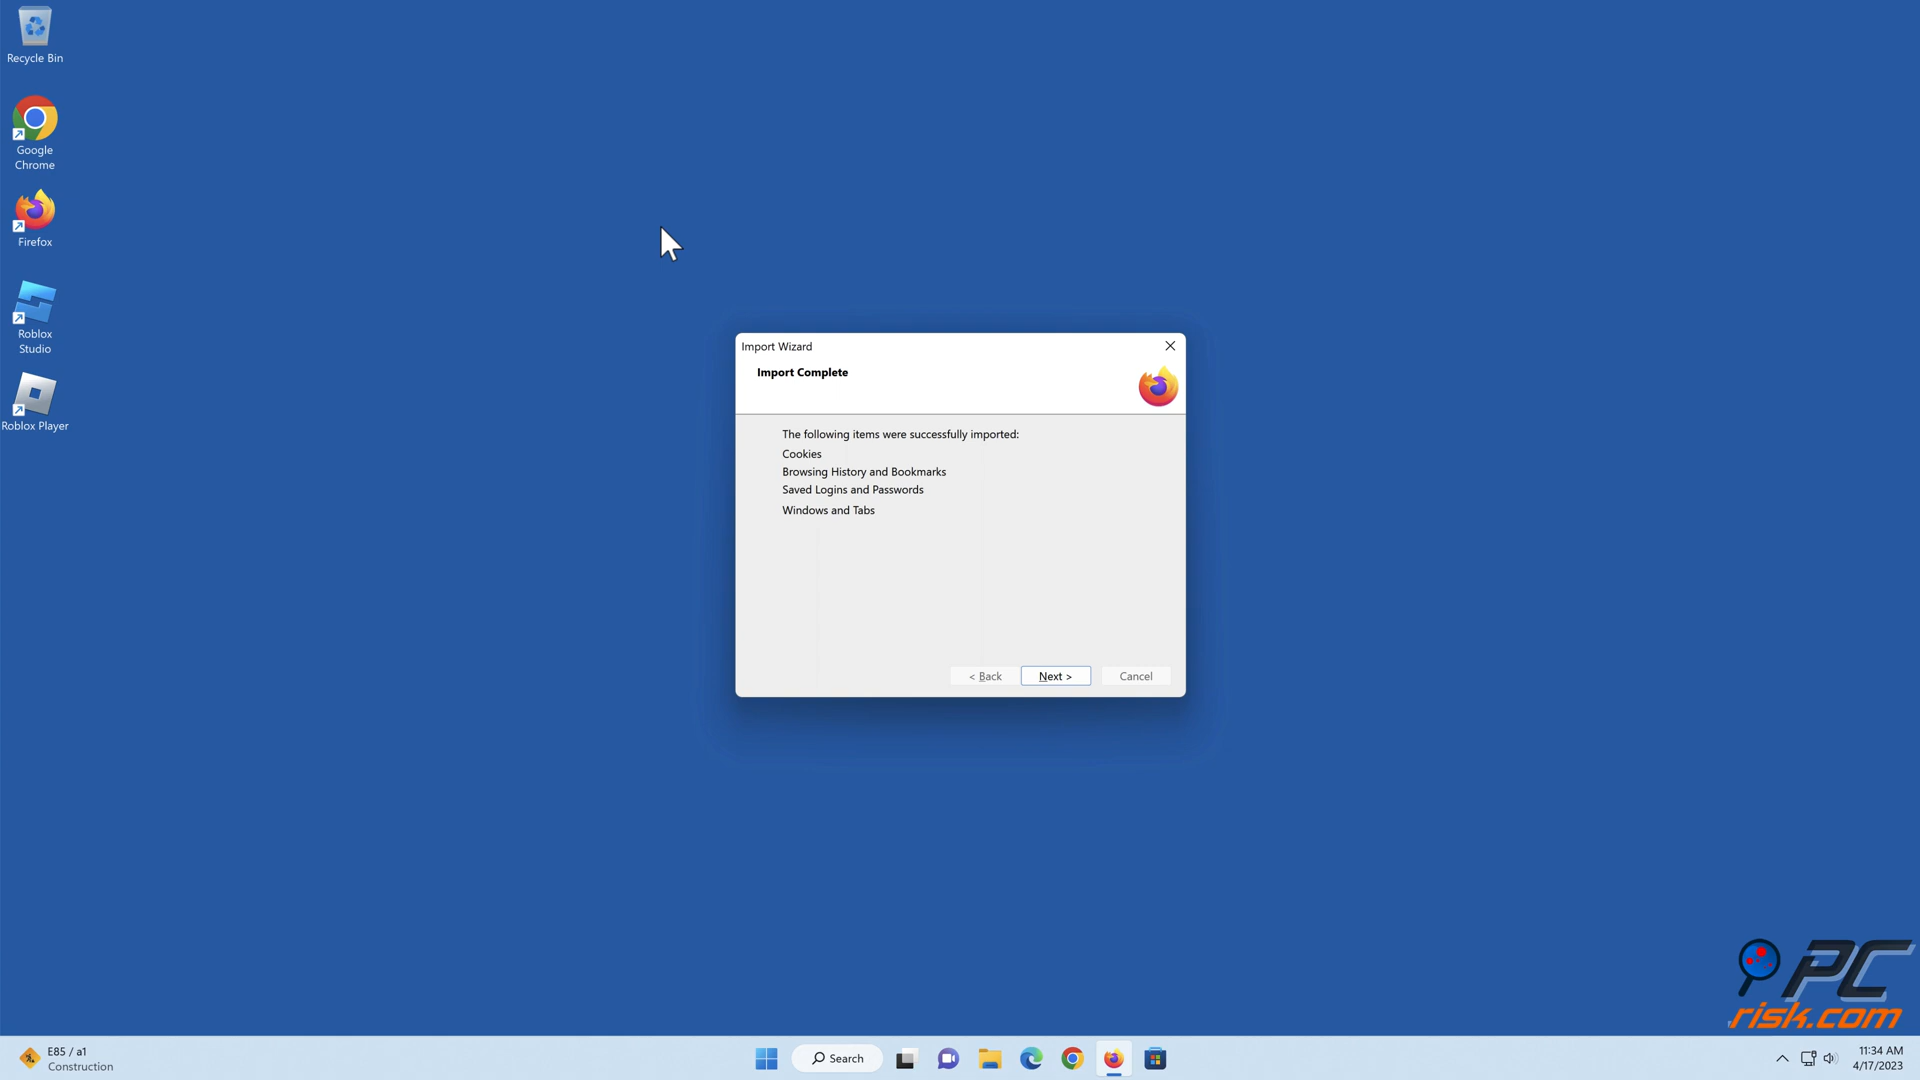 Recycle Bin
Google
Chrome
Firefox
Roblox
Studio
Roblox Player
Import Wizard
Import Complete
The following items were successfully imported:
Cookies
Browsing History and Bookmarks
Saved Logins and Passwords
Windows and Tabs
< Back
Next >
Cancel
PC
risk.com
E85 / a1
Construction
Search
11:34 AM
4/17/2023